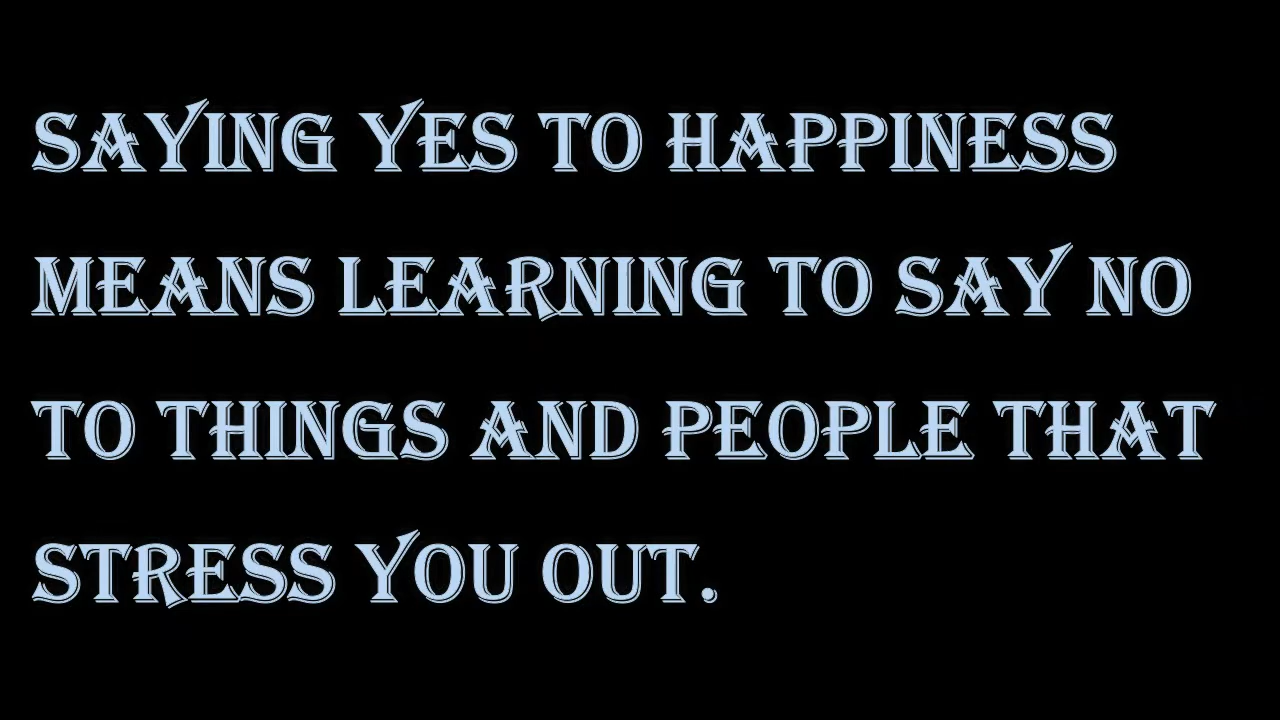 SAYING YES TO HAPPINESS
MEANS LEARNING TO SAY NO
TO THINGS AND PEOPLE THAT
STRESS YOU OUT.